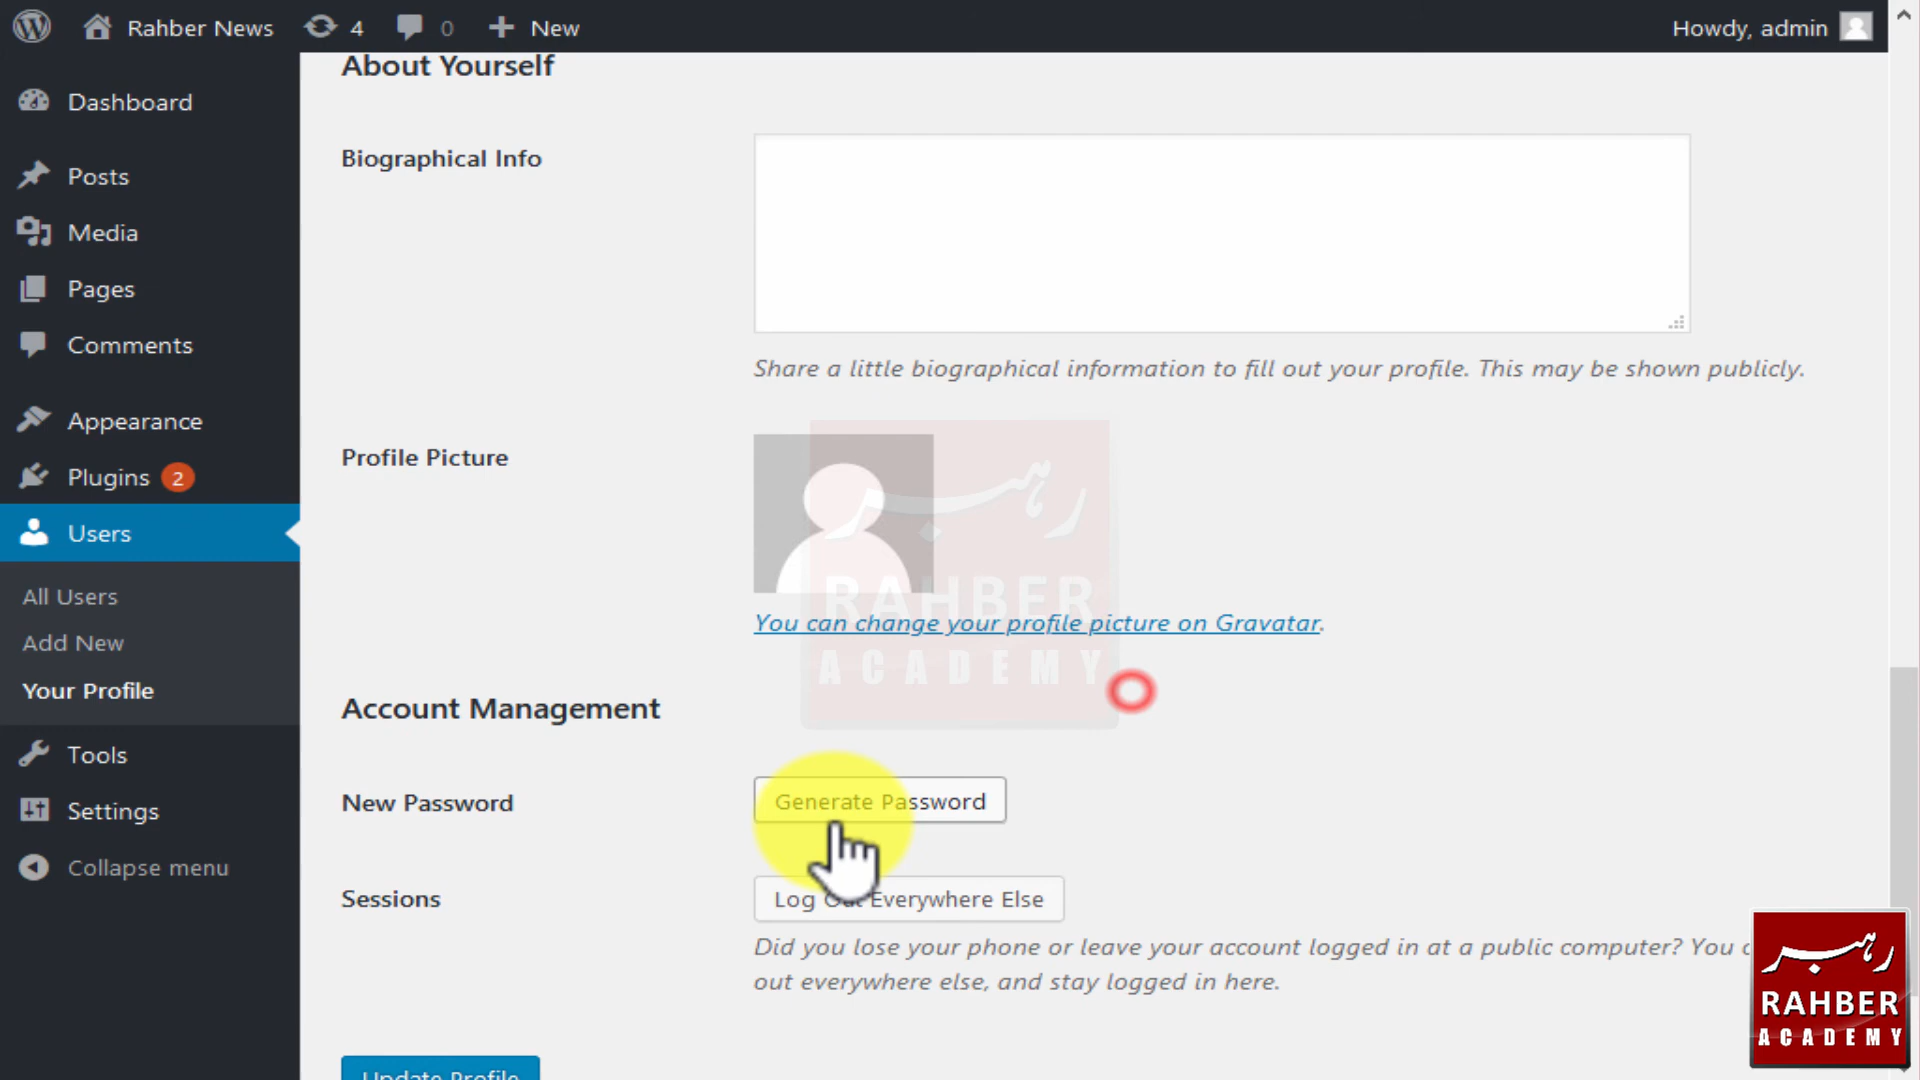 Rahber News 4 0 New Howdy, admin
Dashboard
Posts
Media
Pages
Comments
Appearance
Plugins 2
Users
All Users
Add New
Your Profile
Tools
Settings
Collapse menu
About Yourself
Biographical Info
Share a little biographical information to fill out your profile. This may be shown publicly.
Profile Picture
رہبر
RAHBER
ACADEMY
You can change your profile picture on Gravatar.
Account Management
New Password
Generate Password
Sessions
Log Out Everywhere Else
Did you lose your phone or leave your account logged in at a public computer? You
out everywhere else, and stay logged in here.
Update Profile
رہبر
RAHBER
ACADEMY